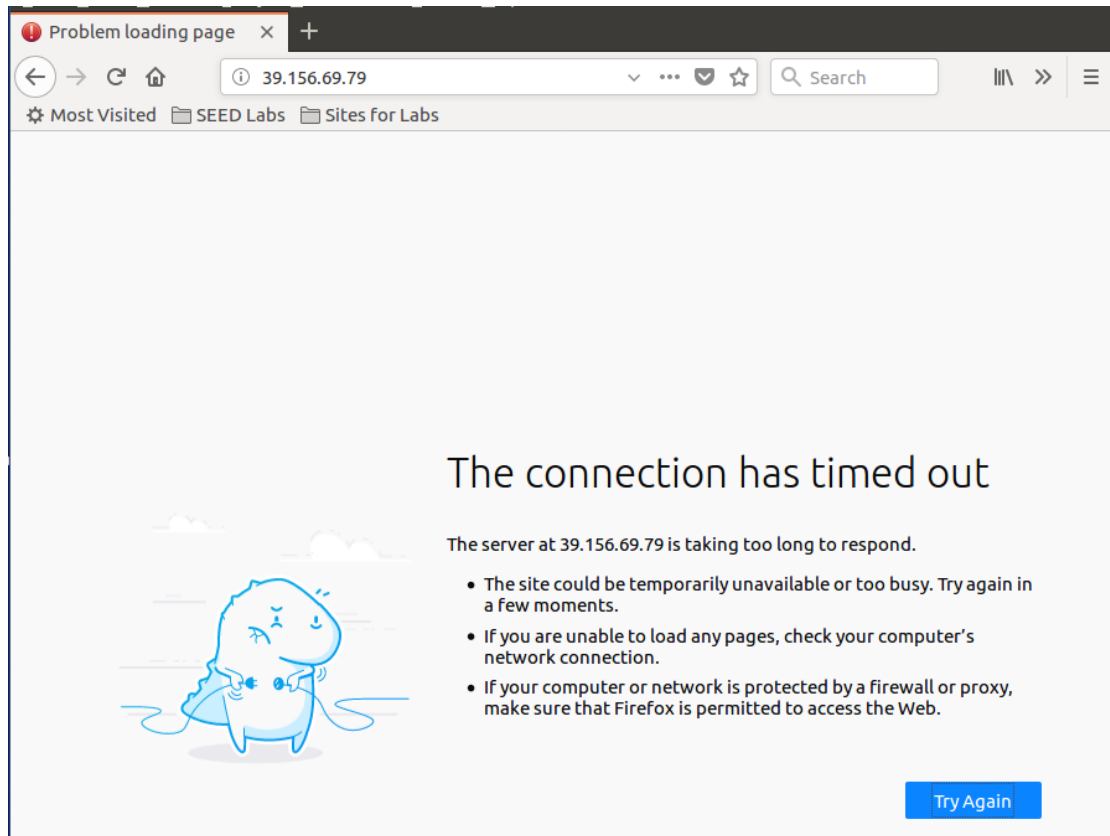 Problem loading page
39.156.69.79
Search
Most Visited SEED Labs Sites for Labs
The connection has timed out
The server at 39.156.69.79 is taking too long to respond.
The site could be temporarily unavailable or too busy. Try again in
a few moments.
If you are unable to load any pages, check your computer's
network connection.
If your computer or network is protected by a firewall or proxy,
make sure that Firefox is permitted to access the Web.
Try Again